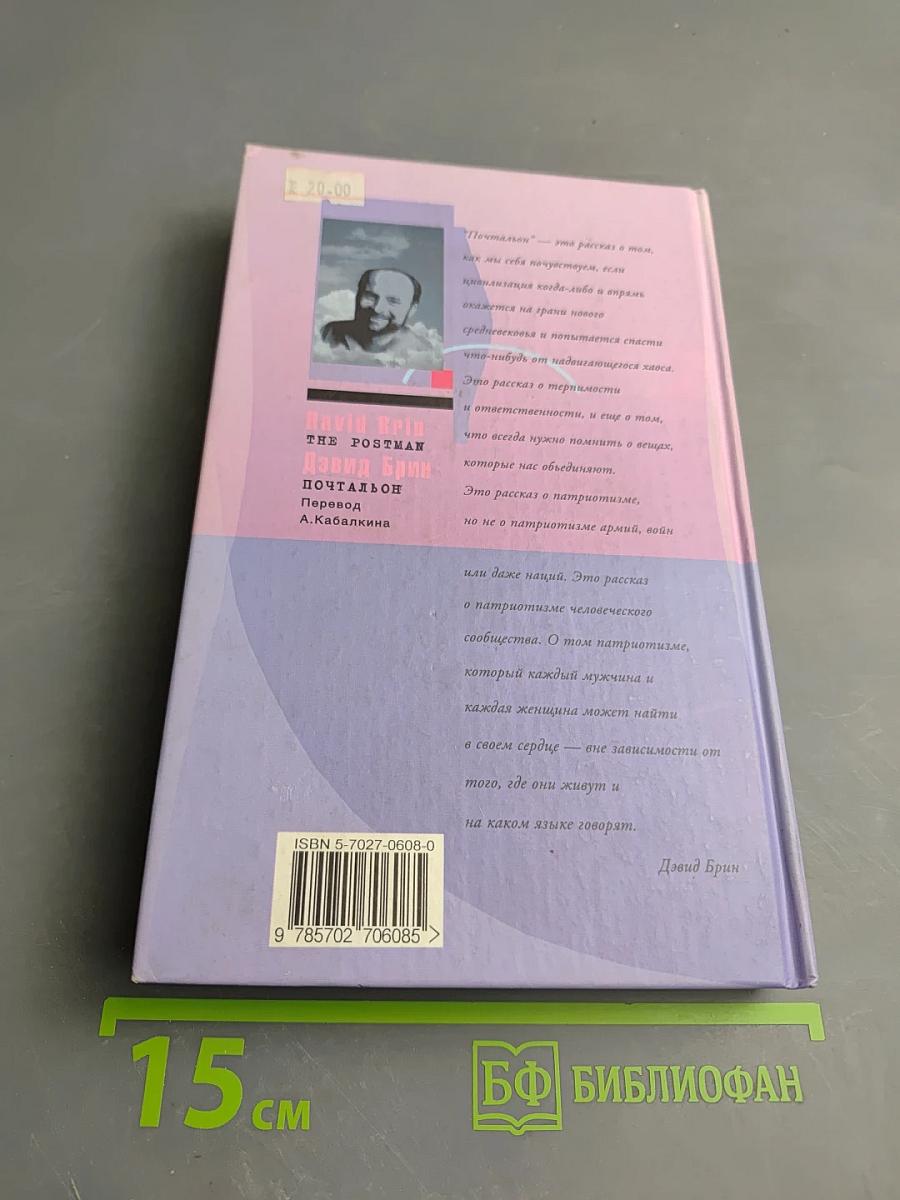 20.00
"Почтальон" — это рассказ о том,
как мы себя почувствуем, если
цивилизация когда-либо и впрямь
окажется на грани нового
средневековья и попытается спасти
что-нибудь от надвигающегося хаоса.
Это рассказ о терпимости
и ответственности, и еще о том,
что всегда нужно помнить о вещах,
которые нас объединяют.
Это рассказ о патриотизме,
но не о патриотизме армий, войн
или даже наций. Это рассказ
о патриотизме человеческого
сообщества. О том патриотизме,
который каждый мужчина и
каждая женщина может найти
в своем сердце — вне зависимости от
того, где они живут и
на каком языке говорят.
Дэвид Брин
David Brin
THE POSTMAN
Дэвид Брин
ПОЧТАЛЬОН
Перевод
А.Кабалкина
ISBN 5-7027-0608-0
9 785702 706085 >
15 см
БФ БИБЛИОФАН